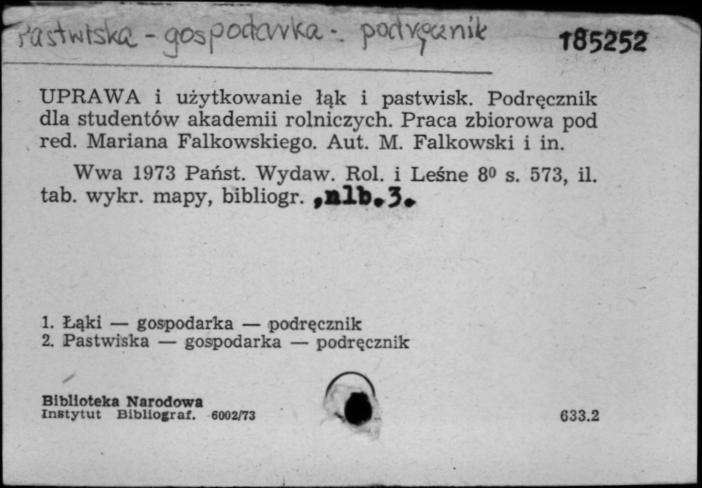 Pastwiska - gospodarka - podręcznik
185252
UPRAWA i użytkowanie łąk i pastwisk. Podręcznik
dla studentów akademii rolniczych. Praca zbiorowa pod
red. Mariana Falkowskiego. Aut. M. Falkowski i in.
Wwa 1973 Państ. Wydaw. Rol. i Leśne 8⁰ s. 573, il.
tab. wykr. mapy, bibliogr. ,nlb.3.
1. Łąki — gospodarka — podręcznik
2. Pastwiska — gospodarka — podręcznik
Biblioteka Narodowa
Instytut Bibliograf. 6002/73
633.2